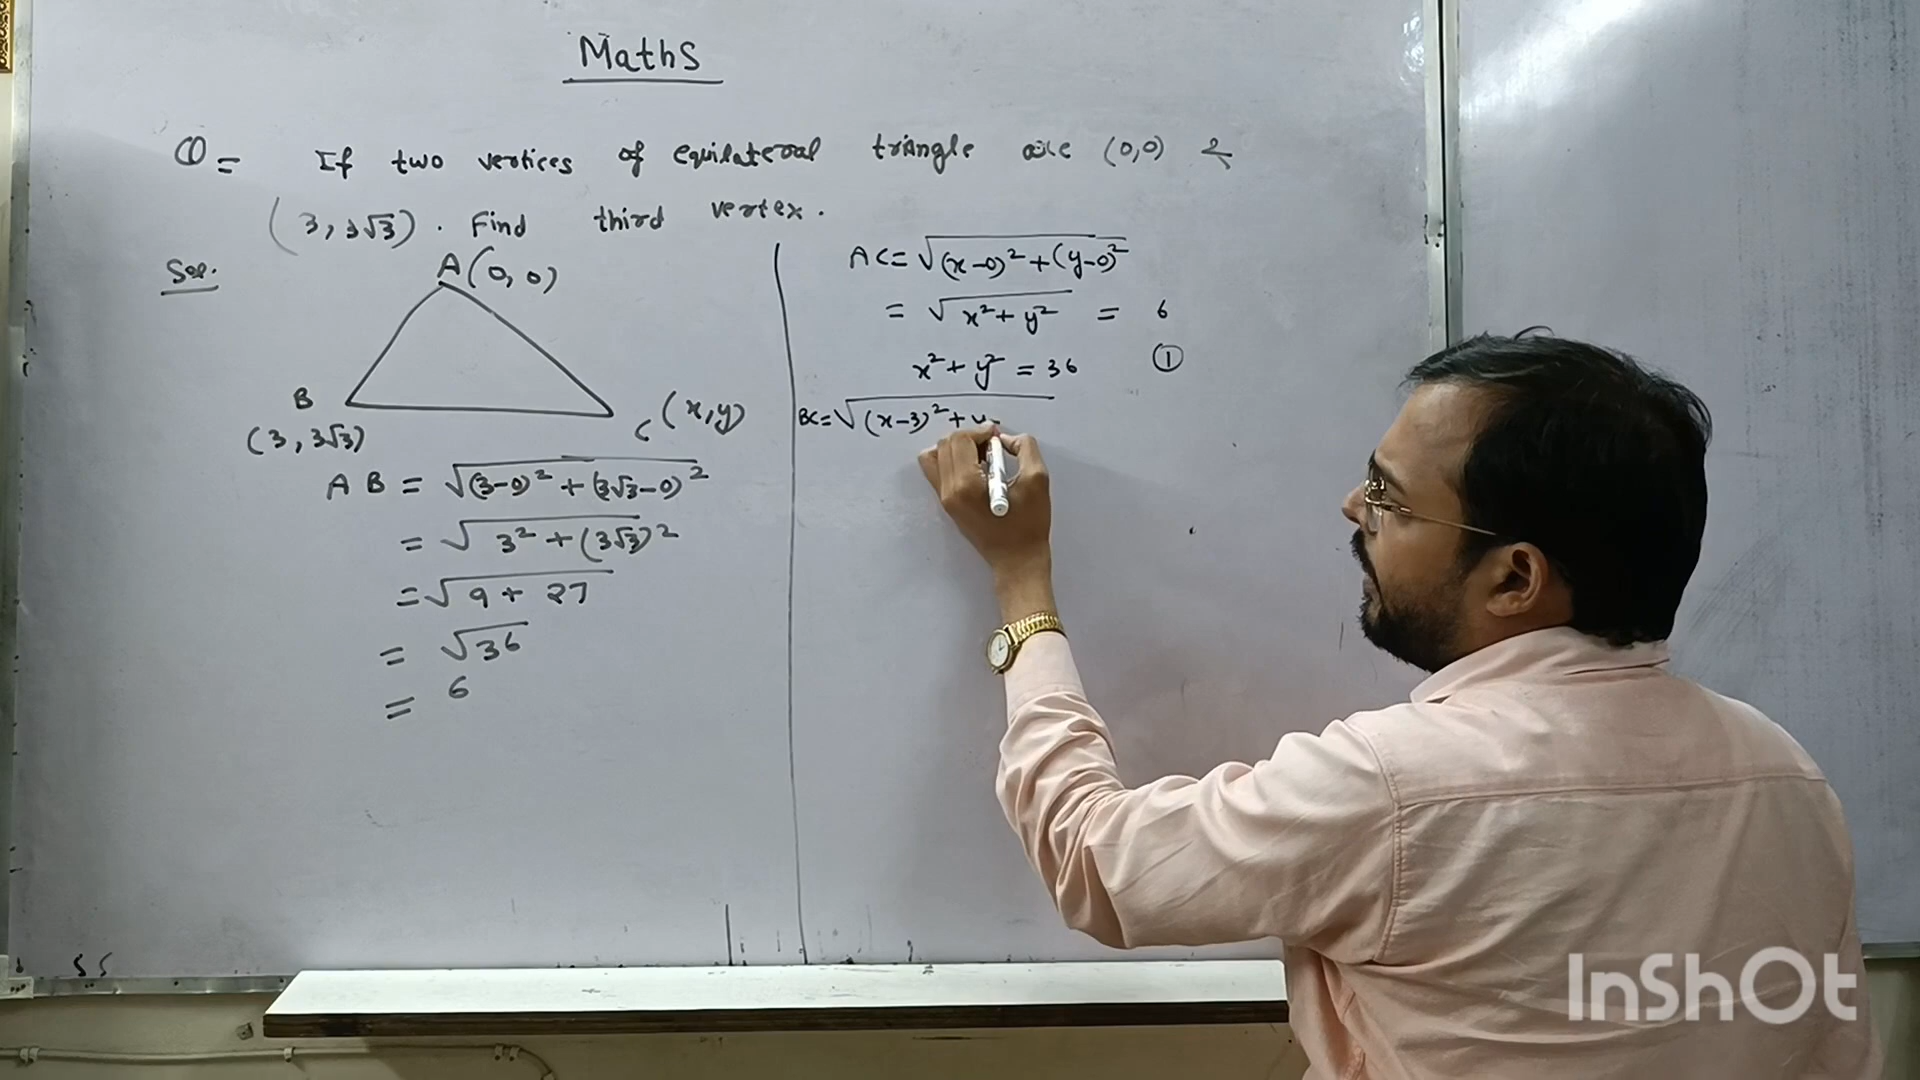 Maths
① = If two vertices of equilateral triangle are (0,0) &
(3, 3√3). Find third vertex.
Sol.
A(0, 0)
B
(3, 3√3)
C (x,y)
AB = √(3-0)² + (3√3-0)²
= √3² + (3√3)²
= √9 + 27
= √36
= 6
AC = √(x-0)² + (y-0)²
= √x² + y² = 6
x² + y² = 36 ①
BC = √(x-3)² + y-
InShOt